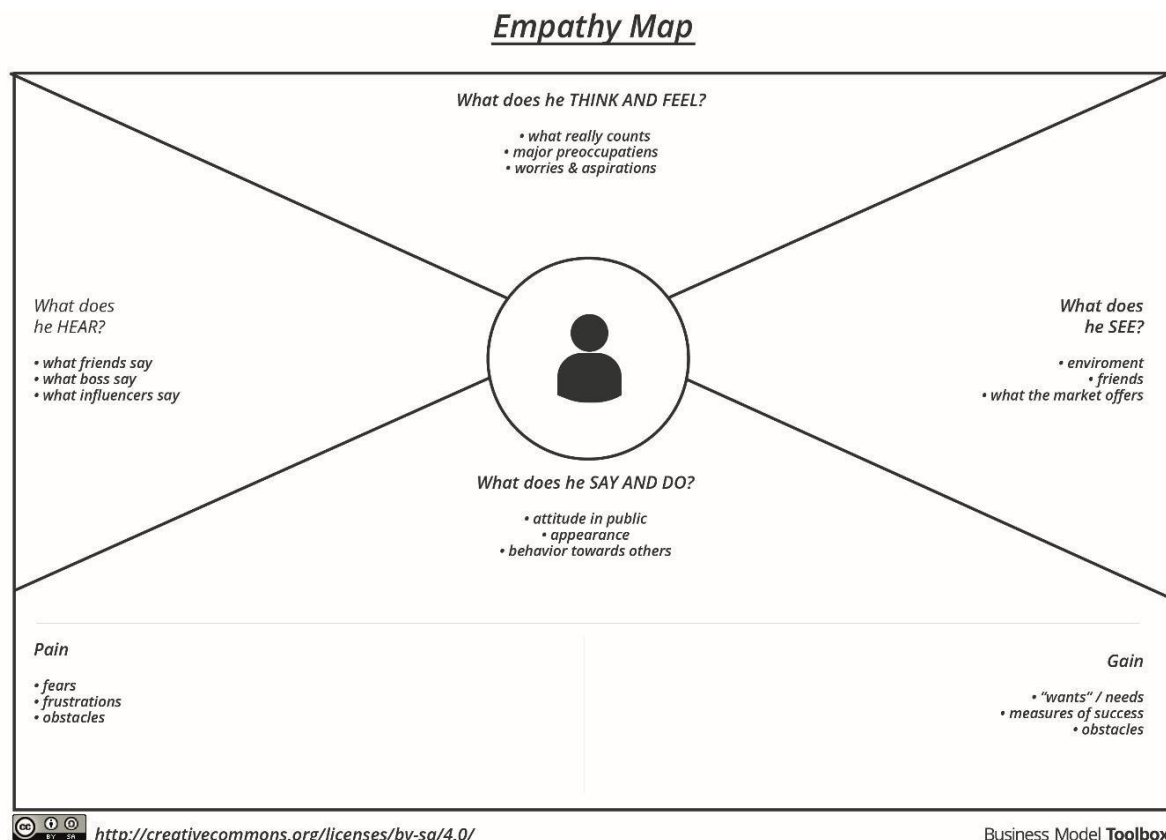 Empathy Map
What does he THINK AND FEEL?
• what really counts
• major preoccupatiens
• worries & aspirations
What does
he HEAR?
• what friends say
• what boss say
• what influencers say
What does
he SEE?
• enviroment
• friends
• what the market offers
What does he SAY AND DO?
• attitude in public
• appearance
• behavior towards others
Pain
• fears
• frustrations
• obstacles
Gain
• “wants“ / needs
• measures of success
• obstacles
cc BY SA
http://creativecommons.org/licenses/by-sa/4.0/
Business Model Toolbox